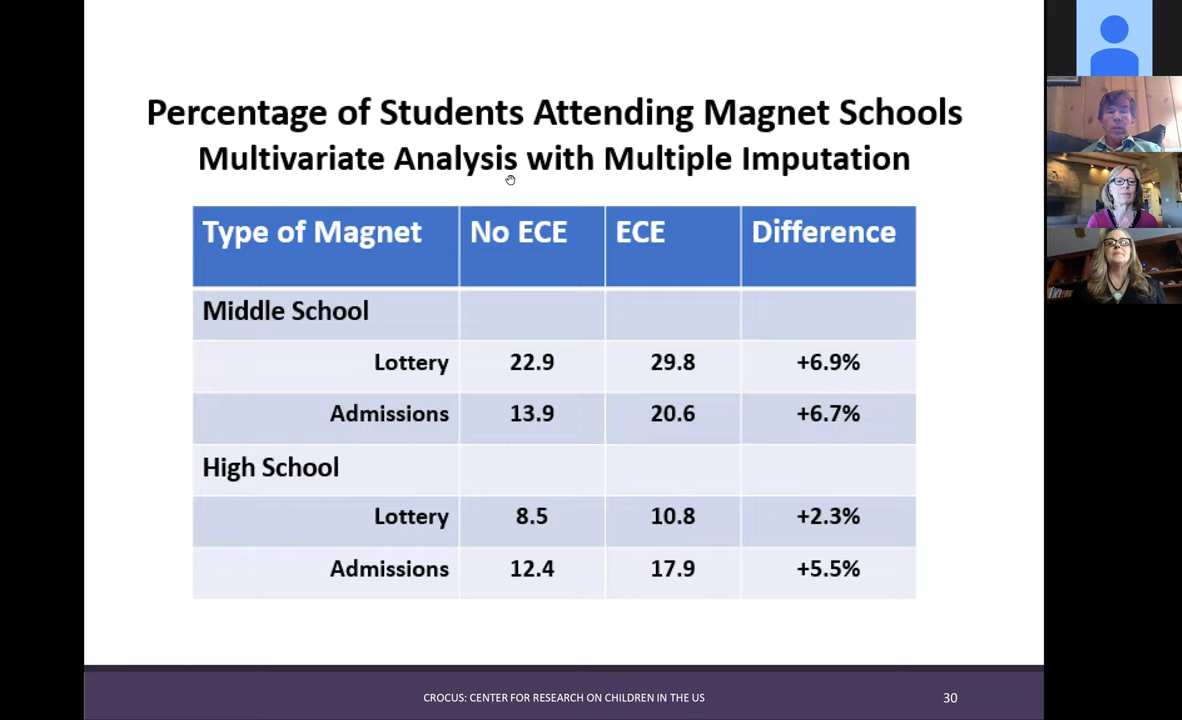 Percentage of Students Attending Magnet Schools
Multivariate Analysis with Multiple Imputation
Type of Magnet No ECE ECE Difference
Middle School
Lottery 22.9 29.8 +6.9%
Admissions 13.9 20.6 +6.7%
High School
Lottery 8.5 10.8 +2.3%
Admissions 12.4 17.9 +5.5%
CROCUS: CENTER FOR RESEARCH ON CHILDREN IN THE US 30